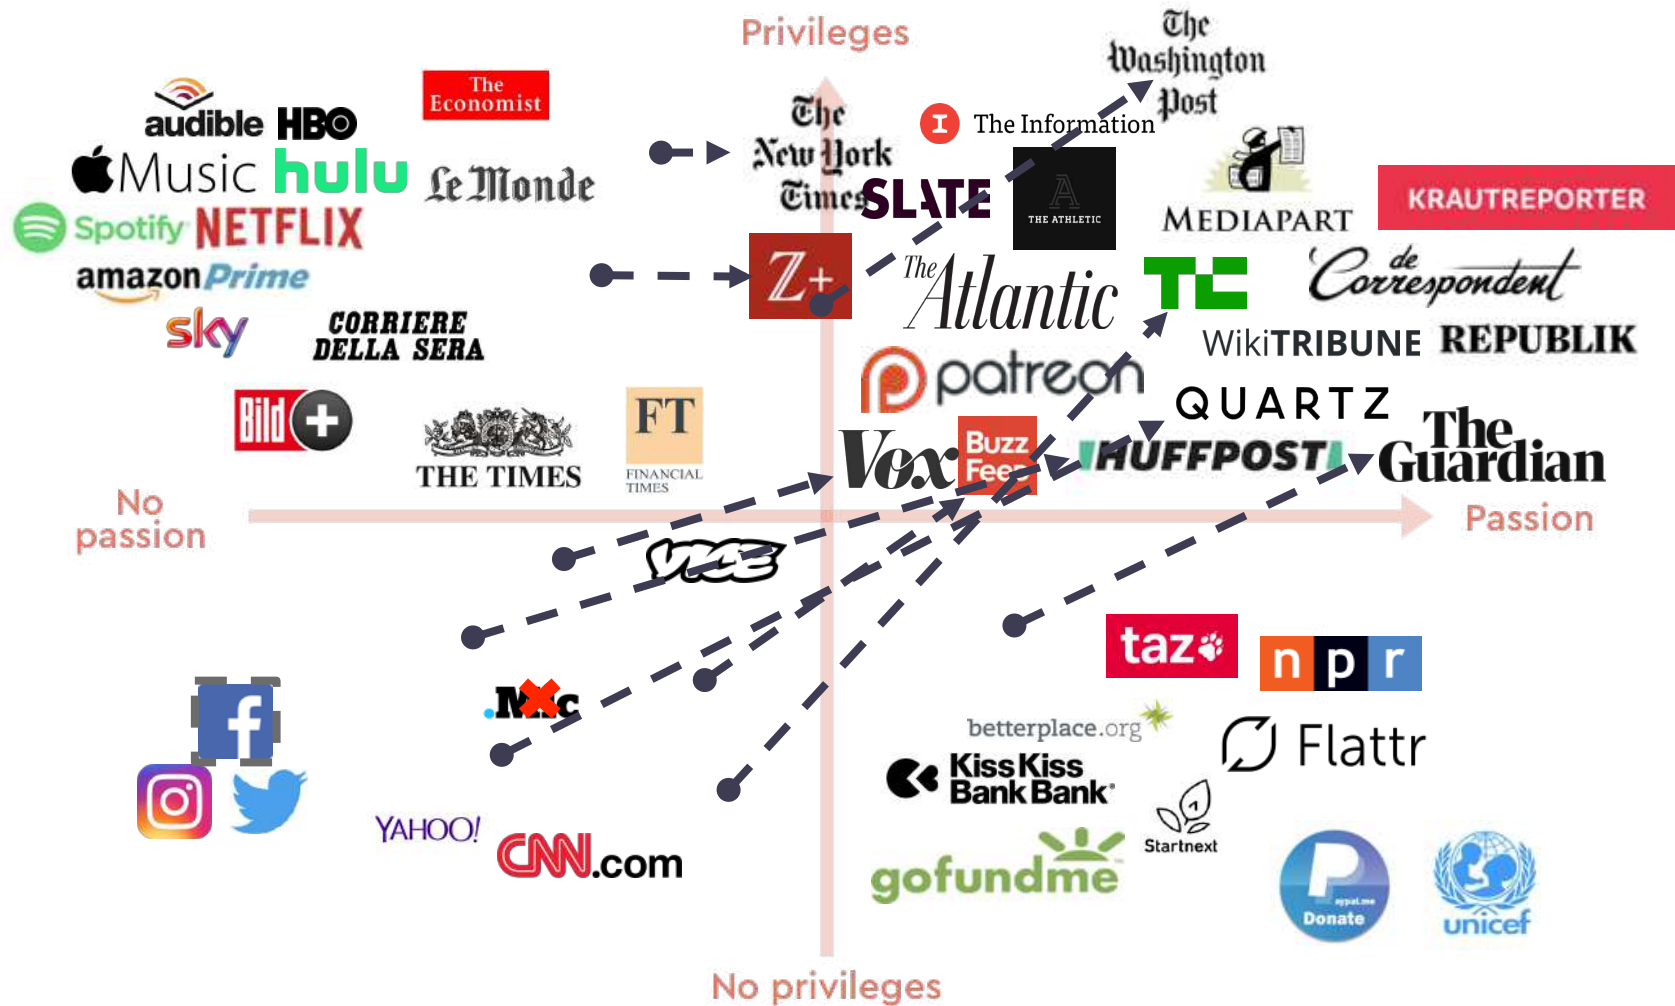 Privileges
The
Washington
Post
The
Economist
audible HBO
The
New York
Times
The Information
Music hulu
Le Monde
SLATE
A
THE ATHLETIC
MEDIAPART
KRAUTREPORTER
Spotify NETFLIX
amazon Prime
Z+
The
Atlantic
TC
de
Correspondent
sky
CORRIERE
DELLA SERA
WikiTRIBUNE
REPUBLIK
patreon
Bild +
THE TIMES
FT
FINANCIAL
TIMES
QUARTZ
Vox
Buzz
Feed
HUFFPOST
The
Guardian
No
passion
Passion
VICE
taz
npr
f
.Mic
betterplace.org
Flattr
KissKiss
BankBank
YAHOO!
CNN.com
Startnext
gofundme
P
aypal.me
Donate
unicef
No privileges